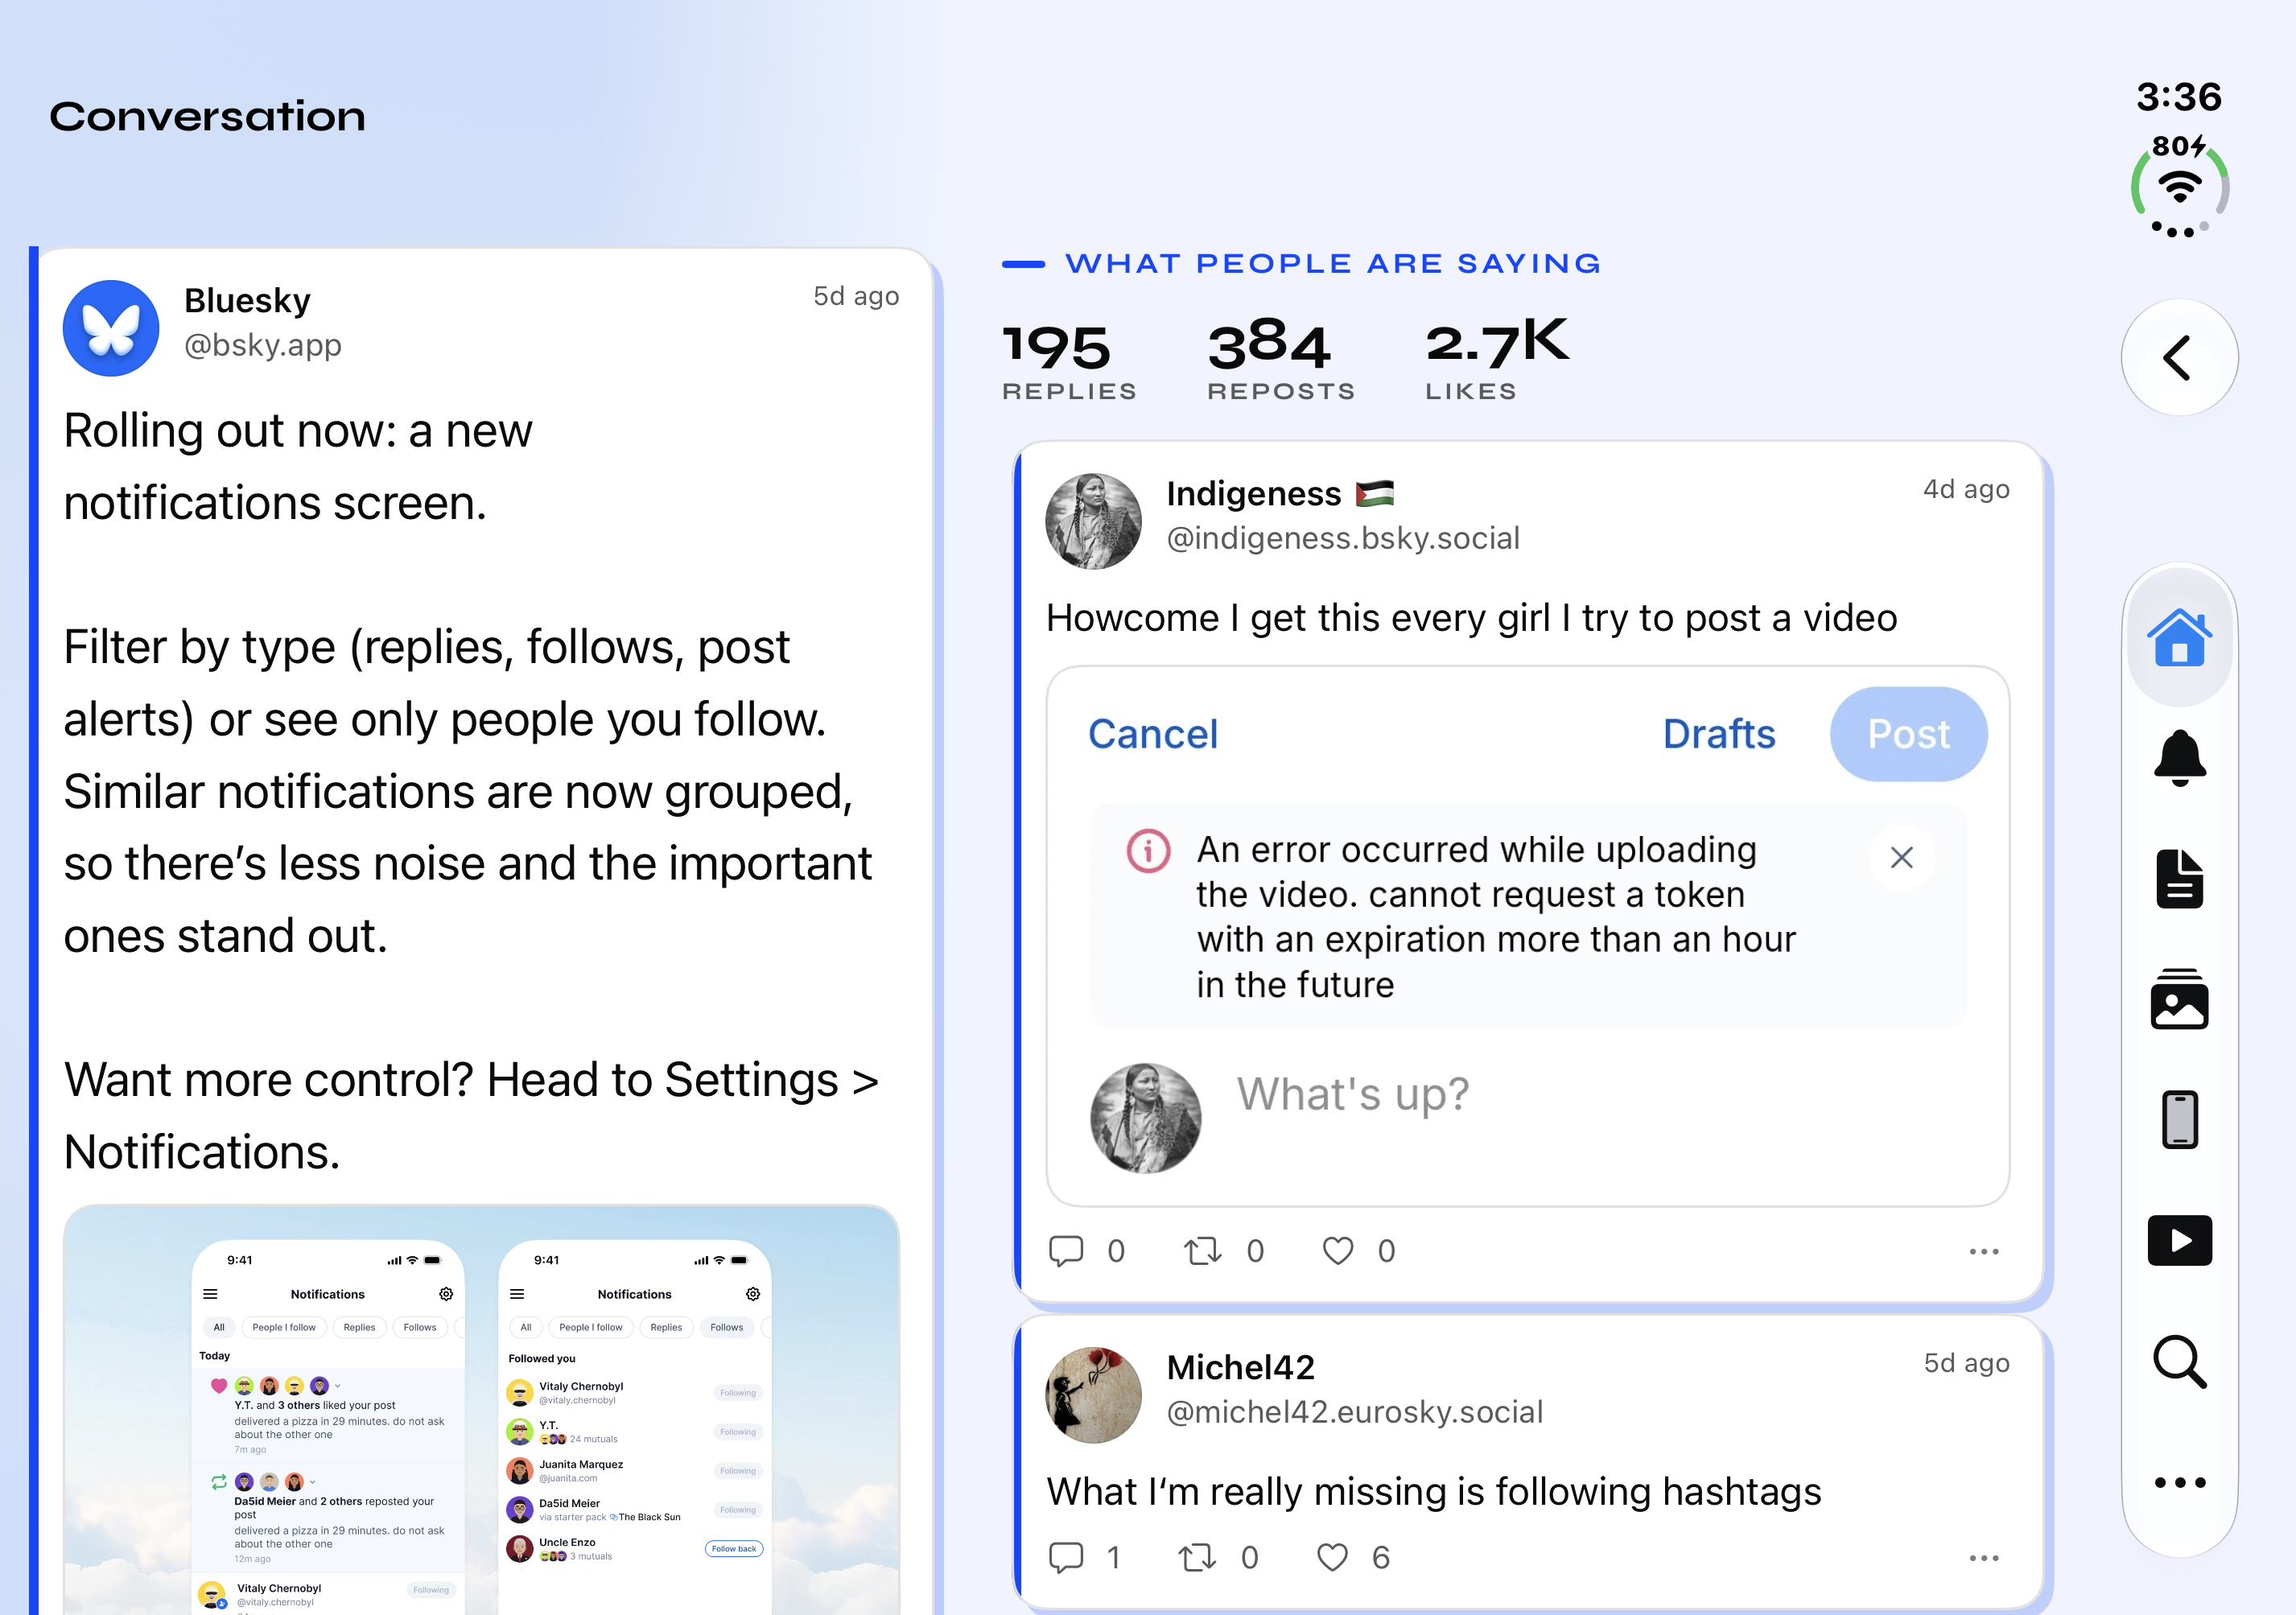 Conversation
3:36
80
Bluesky
5d ago
@bsky.app
Rolling out now: a new
notifications screen.
Filter by type (replies, follows, post
alerts) or see only people you follow.
Similar notifications are now grouped,
so there’s less noise and the important
ones stand out.
Want more control? Head to Settings >
Notifications.
9:41
Notifications
All
People I follow
Replies
Follows
Today
Y.T. and 3 others liked your post
delivered a pizza in 29 minutes. do not ask
about the other one
7m ago
Da5id Meier and 2 others reposted your
post
delivered a pizza in 29 minutes. do not ask
about the other one
12m ago
Vitaly Chernobyl
Following
@vitaly.chernobyl
9:41
Notifications
All
People I follow
Replies
Follows
Followed you
Vitaly Chernobyl
@vitaly.chernobyl
Following
Y.T.
24 mutuals
Following
Juanita Marquez
@juanita.com
Following
Da5id Meier
via starter pack The Black Sun
Following
Uncle Enzo
3 mutuals
Follow back
WHAT PEOPLE ARE SAYING
195 384 2.7K
REPLIES REPOSTS LIKES
Indigeness
4d ago
@indigeness.bsky.social
Howcome I get this every girl I try to post a video
Cancel Drafts Post
An error occurred while uploading
the video. cannot request a token
with an expiration more than an hour
in the future
What's up?
0 0 0
Michel42
5d ago
@michel42.eurosky.social
What I‘m really missing is following hashtags
1 0 6